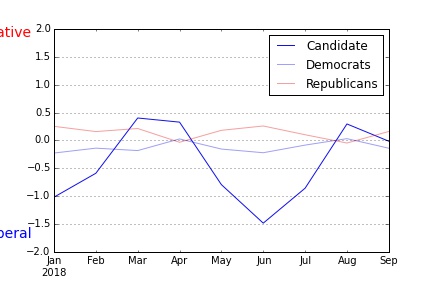 ative
2.0
Candidate
Democrats
Republicans
1.5
1.0
0.5
0.0
−0.5
−1.0
−1.5
beral
−2.0
Jan Feb Mar Apr May Jun Jul Aug Sep
2018